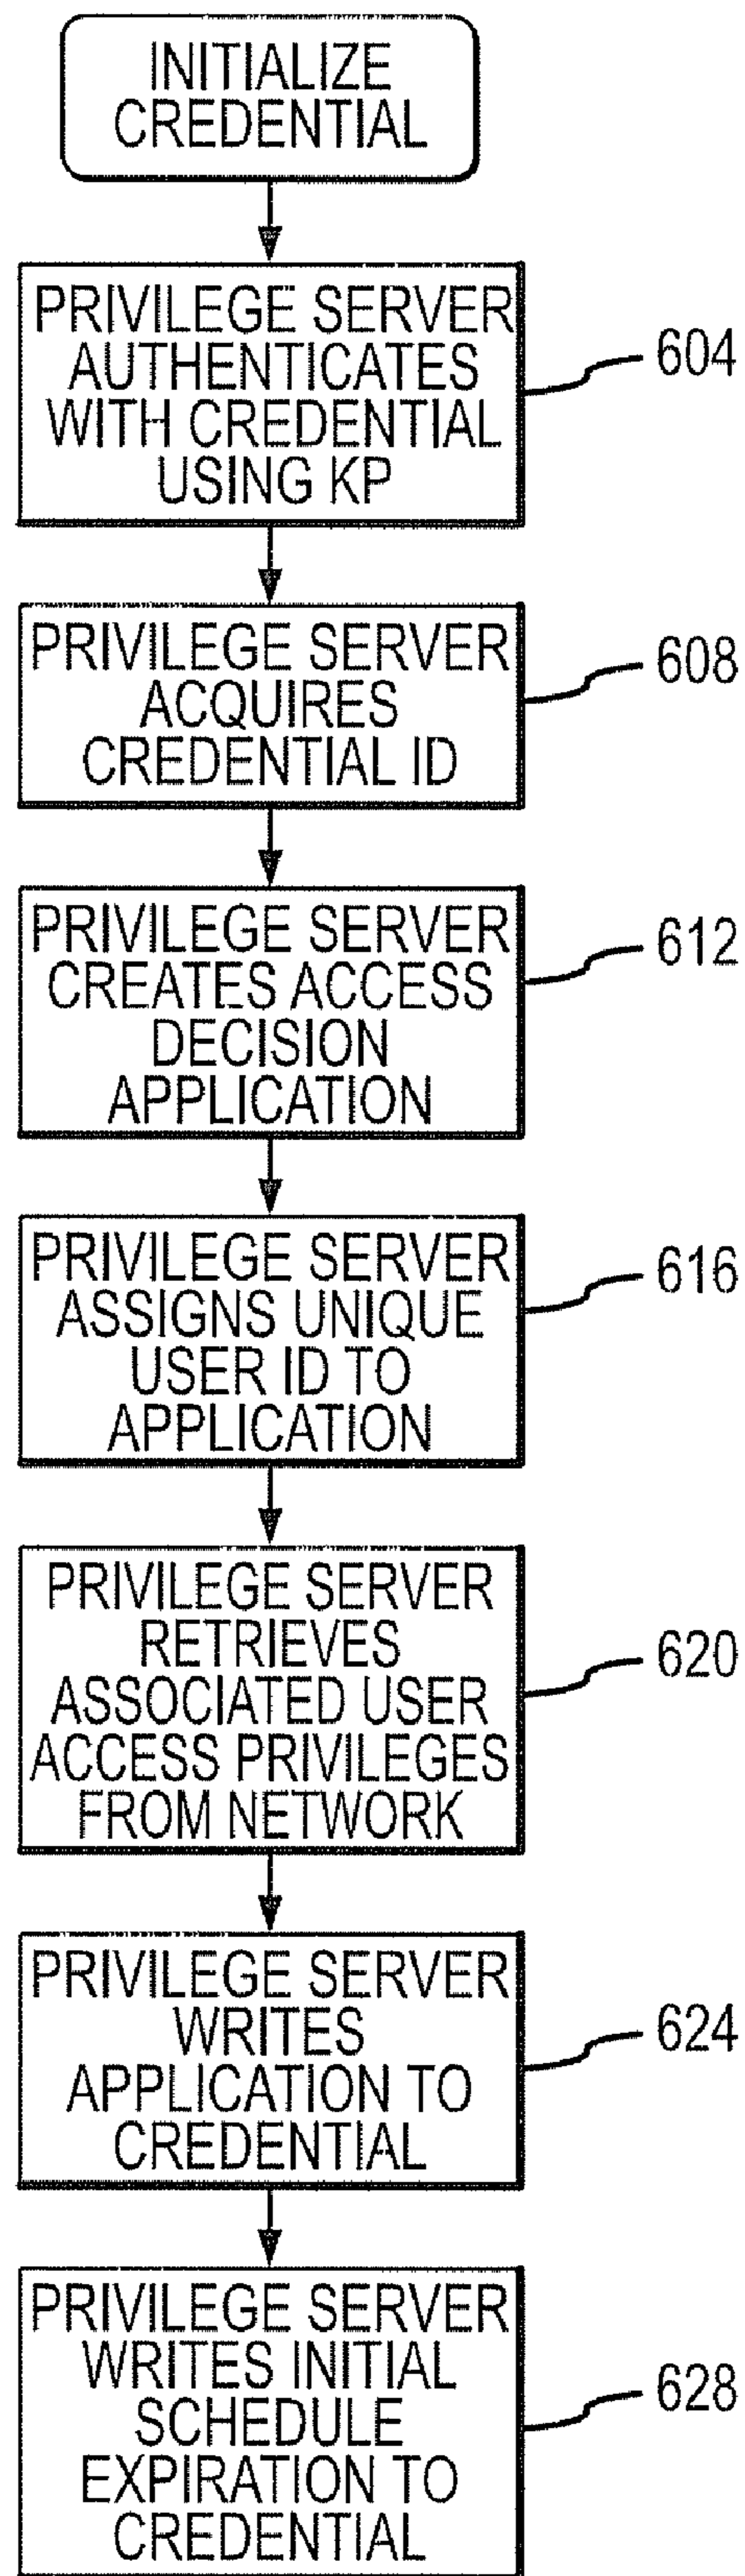 INITIALIZE
CREDENTIAL
PRIVILEGE SERVER
AUTHENTICATES
WITH CREDENTIAL
USING KP
604
PRIVILEGE SERVER
ACQUIRES
CREDENTIAL ID
608
PRIVILEGE SERVER
CREATES ACCESS
DECISION
APPLICATION
612
PRIVILEGE SERVER
ASSIGNS UNIQUE
USER ID TO
APPLICATION
616
PRIVILEGE SERVER
RETRIEVES
ASSOCIATED USER
ACCESS PRIVILEGES
FROM NETWORK
620
PRIVILEGE SERVER
WRITES
APPLICATION TO
CREDENTIAL
624
PRIVILEGE SERVER
WRITES INITIAL
SCHEDULE
EXPIRATION TO
CREDENTIAL
628